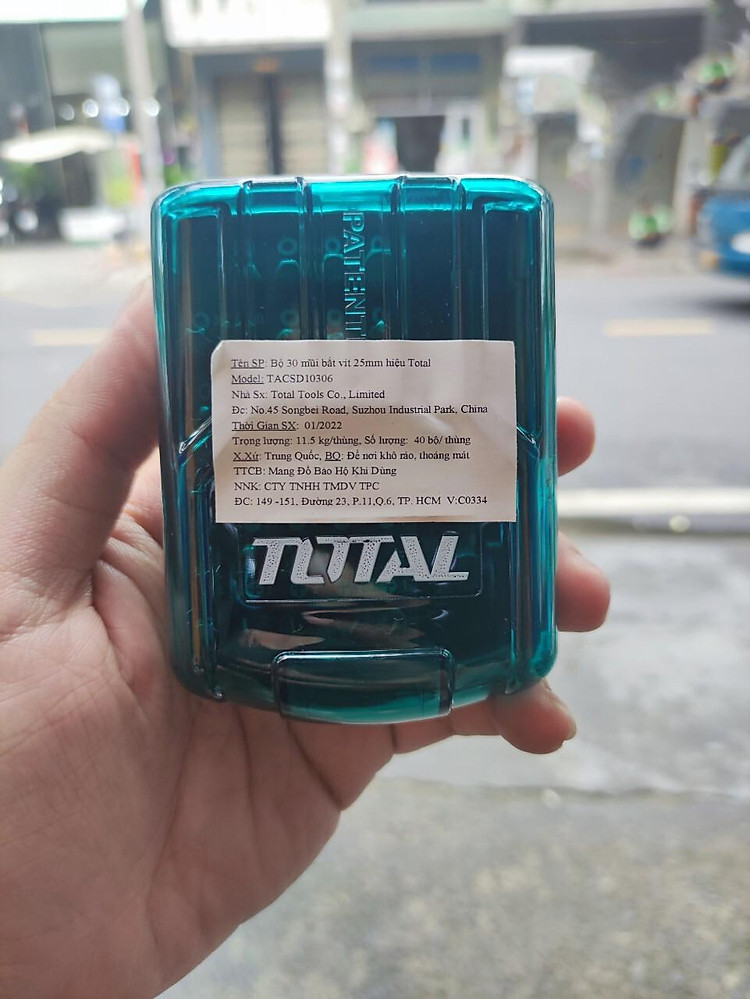 PATENT
Tên SP: Bộ 30 mũi bắt vít 25mm hiệu Total
Model: TACSD10306
Nhà Sx: Total Tools Co., Limited
Đc: No.45 Songbei Road, Suzhou Industrial Park, China
Thời Gian SX: 01/2022
Trọng lượng: 11.5 kg/thùng, Số lượng: 40 bộ/ thùng
X.Xứ: Trung Quốc, BQ: Để nơi khô ráo, thoáng mát
TTCB: Mang Đồ Bảo Hộ Khi Dùng
NNK: CTY TNHH TMDV TPC
ĐC: 149 -151, Đường 23, P.11,Q.6, TP. HCM V:C0334
TOTAL